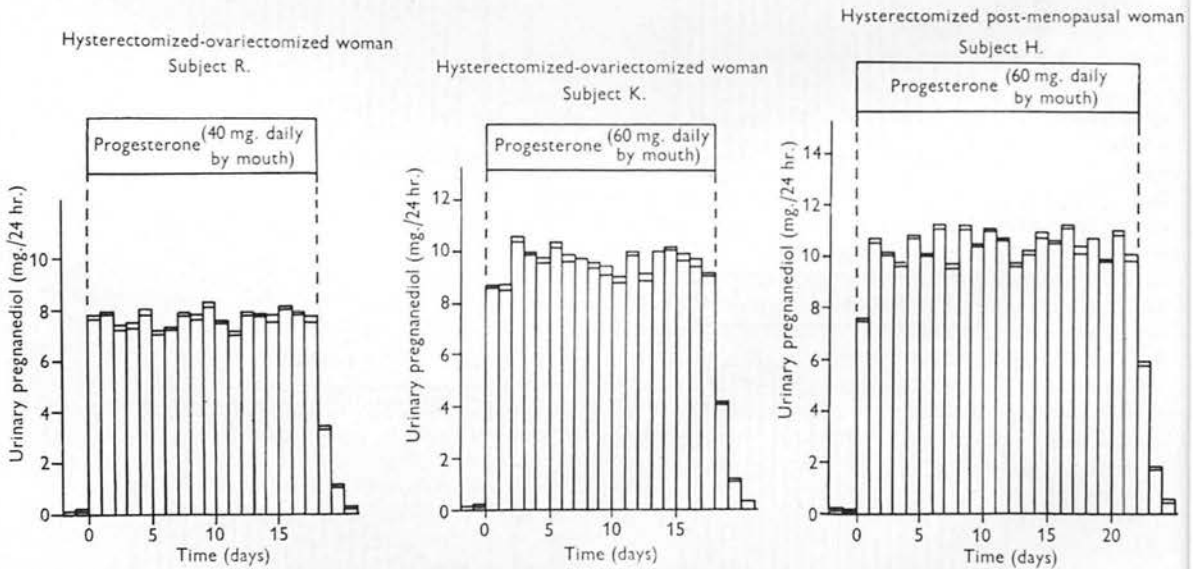 Hysterectomized-ovariectomized woman
Subject R.
Progesterone (40 mg. daily
by mouth)
Urinary pregnanediol (mg./24 hr.)
10
8
6
4
2
0
0 5 10 15
Time (days)
Hysterectomized-ovariectomized woman
Subject K.
Progesterone (60 mg. daily
by mouth)
Urinary pregnanediol (mg./24 hr.)
12
10
8
6
4
2
0
0 5 10 15
Time (days)
Hysterectomized post-menopausal woman
Subject H.
Progesterone (60 mg. daily
by mouth)
Urinary pregnanediol (mg./24 hr.)
14
12
10
8
6
4
2
0
0 5 10 15 20
Time (days)